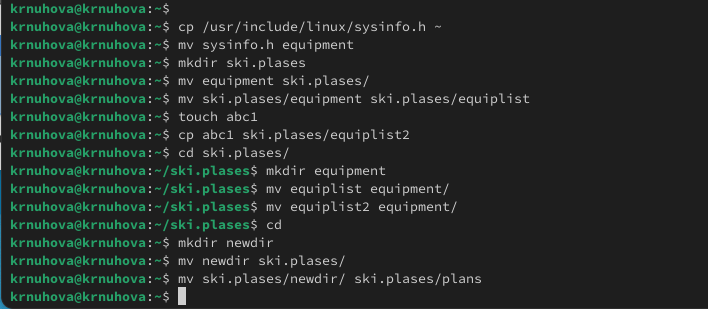 krnuhova@krnuhova:~$
krnuhova@krnuhova:~$ cp /usr/include/linux/sysinfo.h ~
krnuhova@krnuhova:~$ mv sysinfo.h equipment
krnuhova@krnuhova:~$ mkdir ski.plases
krnuhova@krnuhova:~$ mv equipment ski.plases/
krnuhova@krnuhova:~$ mv ski.plases/equipment ski.plases/equiplist
krnuhova@krnuhova:~$ touch abc1
krnuhova@krnuhova:~$ cp abc1 ski.plases/equiplist2
krnuhova@krnuhova:~$ cd ski.plases/
krnuhova@krnuhova:~/ski.plases$ mkdir equipment
krnuhova@krnuhova:~/ski.plases$ mv equiplist equipment/
krnuhova@krnuhova:~/ski.plases$ mv equiplist2 equipment/
krnuhova@krnuhova:~/ski.plases$ cd
krnuhova@krnuhova:~$ mkdir newdir
krnuhova@krnuhova:~$ mv newdir ski.plases/
krnuhova@krnuhova:~$ mv ski.plases/newdir/ ski.plases/plans
krnuhova@krnuhova:~$